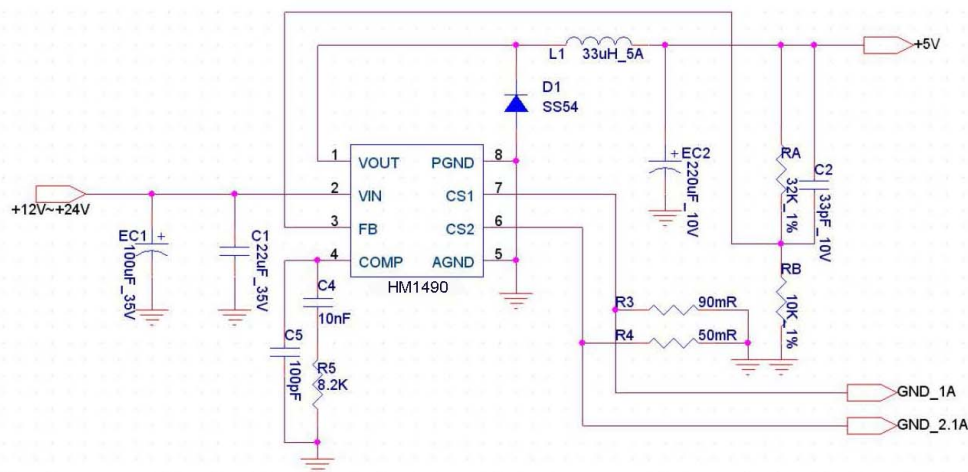 L1 33uH_5A
+5V
D1
SS54
1 VOUT PGND 8
2 VIN CS1 7
3 FB CS2 6
4 COMP AGND 5
HM1490
+12V~+24V
EC1
100uF_35V
C1
22uF_35V
EC2
220uF_10V
RA
32K_1%
C2
33pF_10V
RB
10K_1%
C4
10nF
C5
100pF
R5
8.2K
R3 90mR
R4 50mR
GND_1A
GND_2.1A